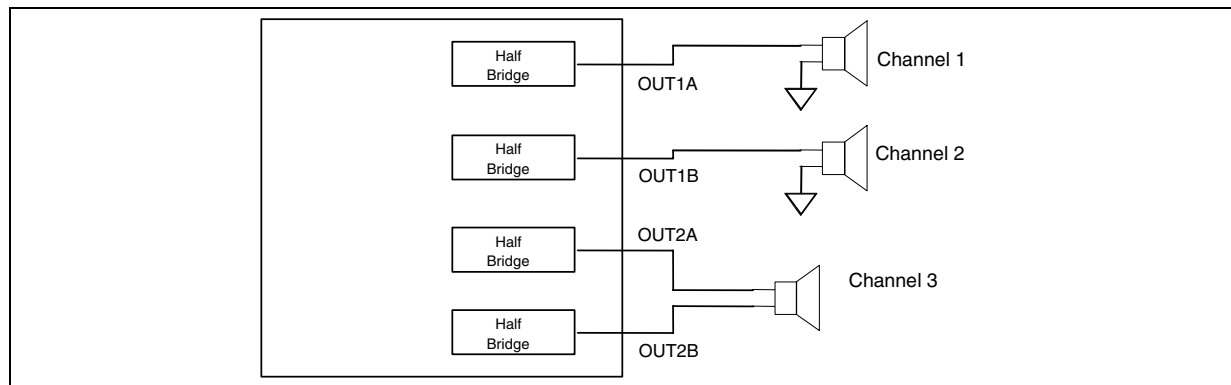 Half
Bridge
OUT1A
Channel 1
Half
Bridge
OUT1B
Channel 2
Half
Bridge
OUT2A
Channel 3
Half
Bridge
OUT2B